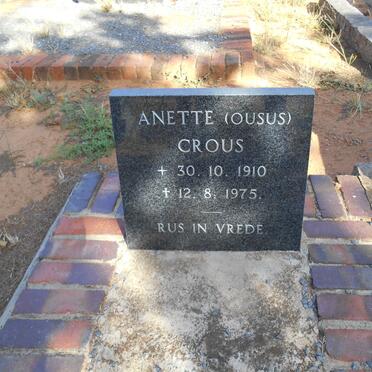 ANETTE (OUSUS)
CROUS
+ 30. 10. 1910
✝ 12. 8. 1975.
RUS IN VREDE